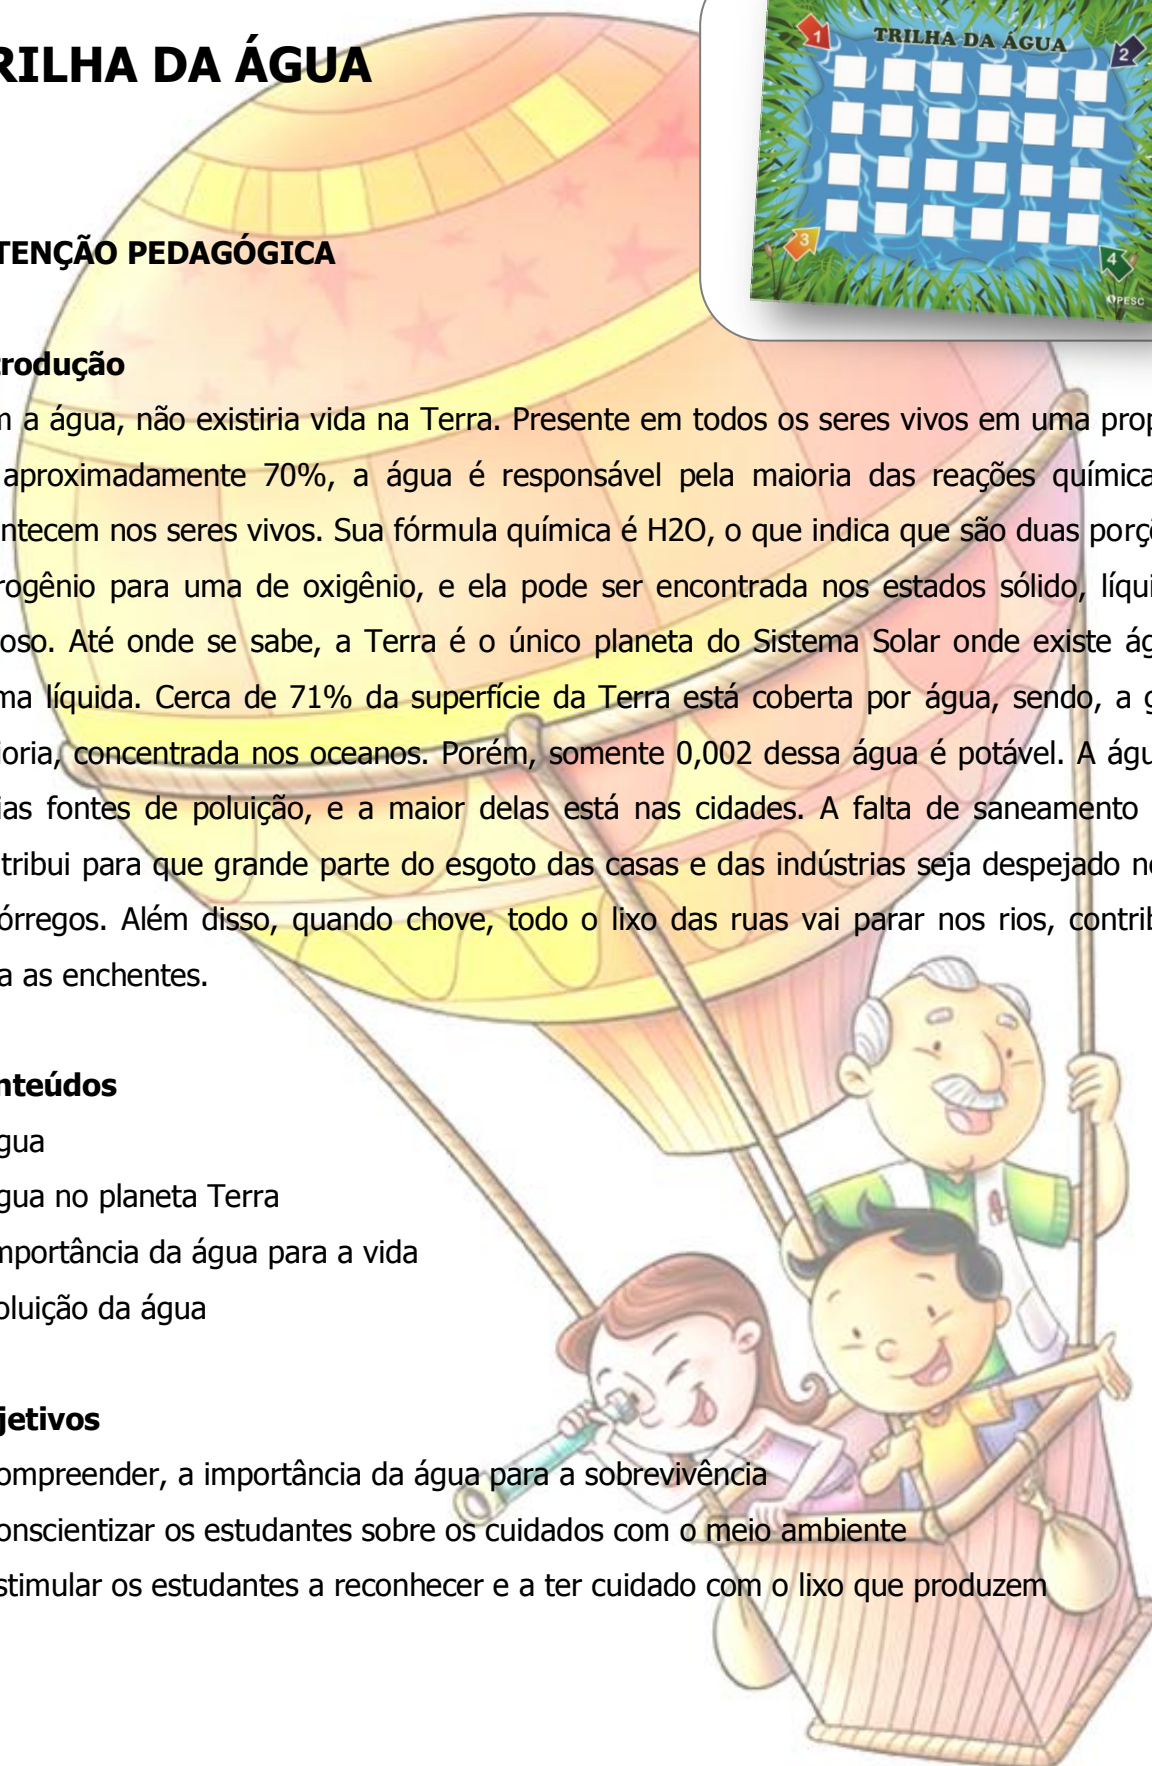 RILHA DA ÁGUA
TRILHA DA ÁGUA
1
2
3
4
OPESC
TENÇÃO PEDAGÓGICA
trodução
m a água, não existiria vida na Terra. Presente em todos os seres vivos em uma prop
aproximadamente 70%, a água é responsável pela maioria das reações química
ntecem nos seres vivos. Sua fórmula química é H2O, o que indica que são duas porçõ
rogênio para uma de oxigênio, e ela pode ser encontrada nos estados sólido, líqui
oso. Até onde se sabe, a Terra é o único planeta do Sistema Solar onde existe ág
ma líquida. Cerca de 71% da superfície da Terra está coberta por água, sendo, a g
ioria, concentrada nos oceanos. Porém, somente 0,002 dessa água é potável. A águ
ias fontes de poluição, e a maior delas está nas cidades. A falta de saneamento
tribui para que grande parte do esgoto das casas e das indústrias seja despejado no
órregos. Além disso, quando chove, todo o lixo das ruas vai parar nos rios, contrib
a as enchentes.
nteúdos
gua
gua no planeta Terra
mportância da água para a vida
oluição da água
jetivos
ompreender, a importância da água para a sobrevivência
onscientizar os estudantes sobre os cuidados com o meio ambiente
stimular os estudantes a reconhecer e a ter cuidado com o lixo que produzem